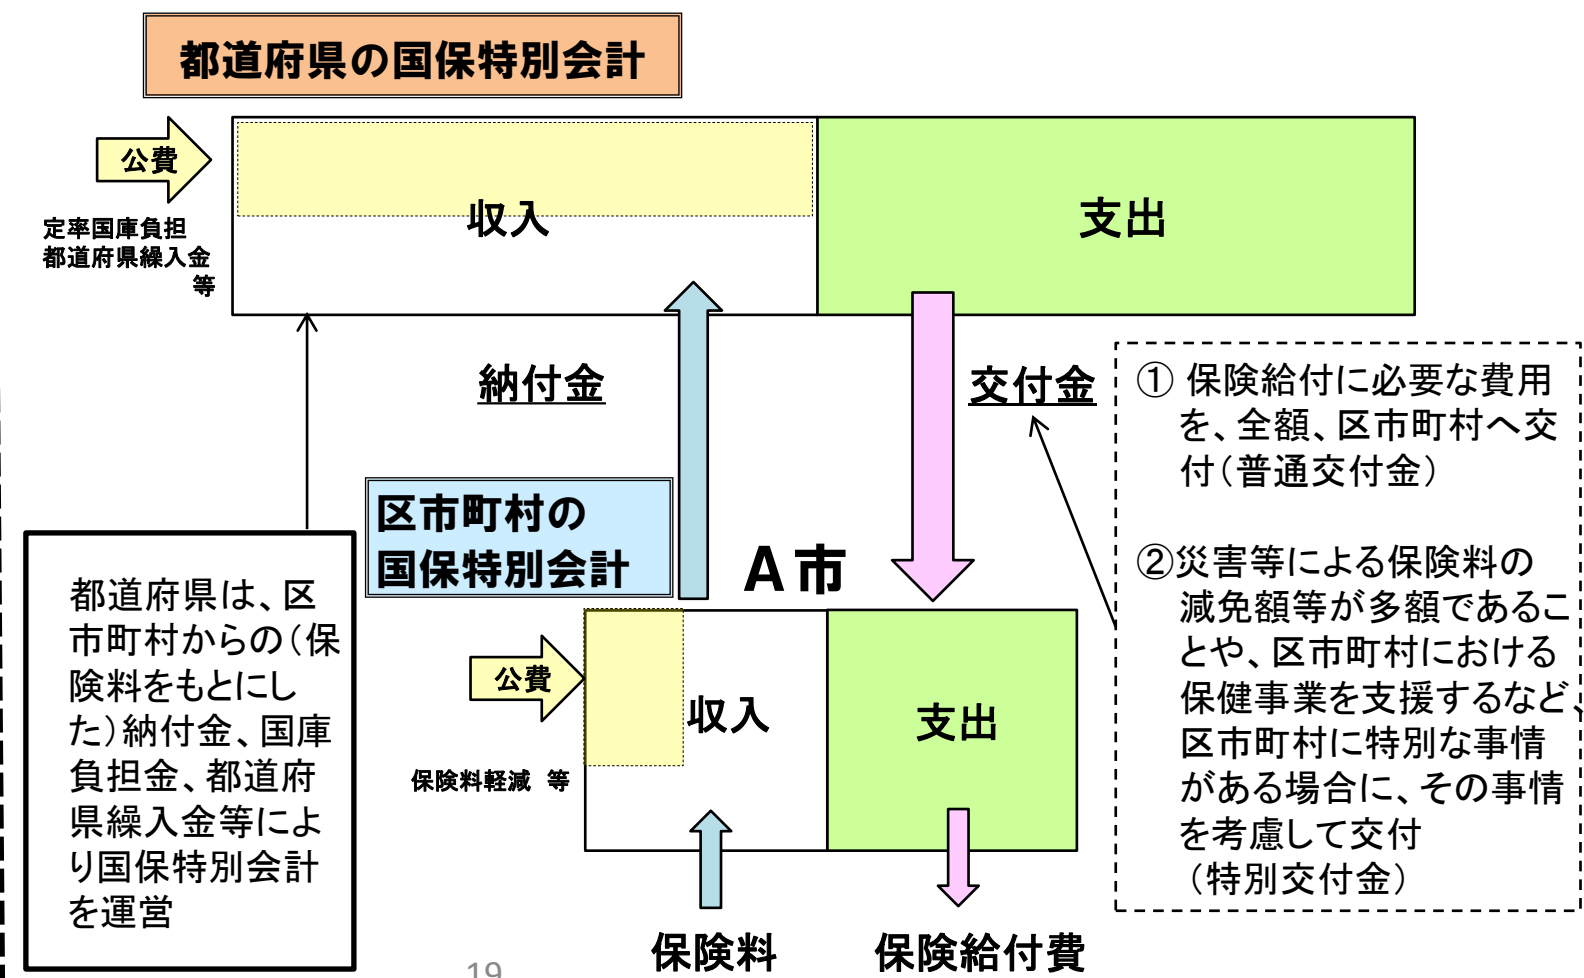 都道府県の国保特別会計
公費
定率国庫負担
都道府県繰入金
等
収入
支出
納付金
交付金
① 保険給付に必要な費用
を、全額、区市町村へ交
付(普通交付金)
②災害等による保険料の
減免額等が多額であるこ
とや、区市町村における
保健事業を支援するなど、
区市町村に特別な事情
がある場合に、その事情
を考慮して交付
(特別交付金)
区市町村の
国保特別会計
A市
都道府県は、区
市町村からの(保
険料をもとにし
た)納付金、国庫
負担金、都道府
県繰入金等によ
り国保特別会計
を運営
公費
保険料軽減 等
収入
支出
保険料
保険給付費
19